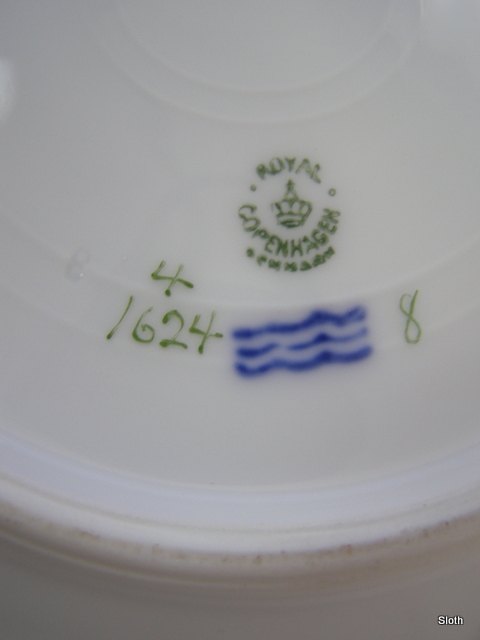 ROYAL
COPENHAGEN
DENMARK
4
1624
8
Sloth